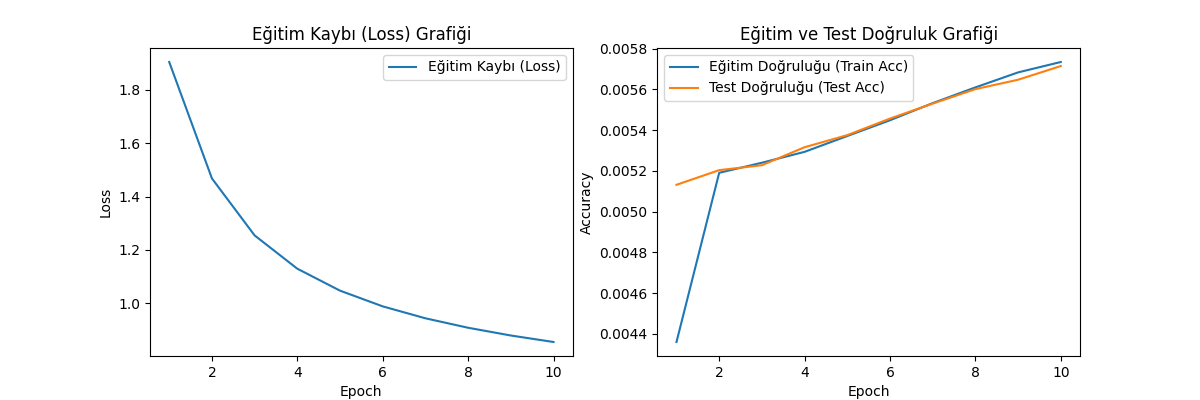 Eğitim Kaybı (Loss) Grafiği
Eğitim Kaybı (Loss)
1.8
1.6
1.4
1.2
1.0
Loss
2
4
6
8
10
Epoch
Eğitim ve Test Doğruluk Grafiği
Eğitim Doğruluğu (Train Acc)
Test Doğruluğu (Test Acc)
0.0058
0.0056
0.0054
0.0052
0.0050
0.0048
0.0046
0.0044
Accuracy
2
4
6
8
10
Epoch